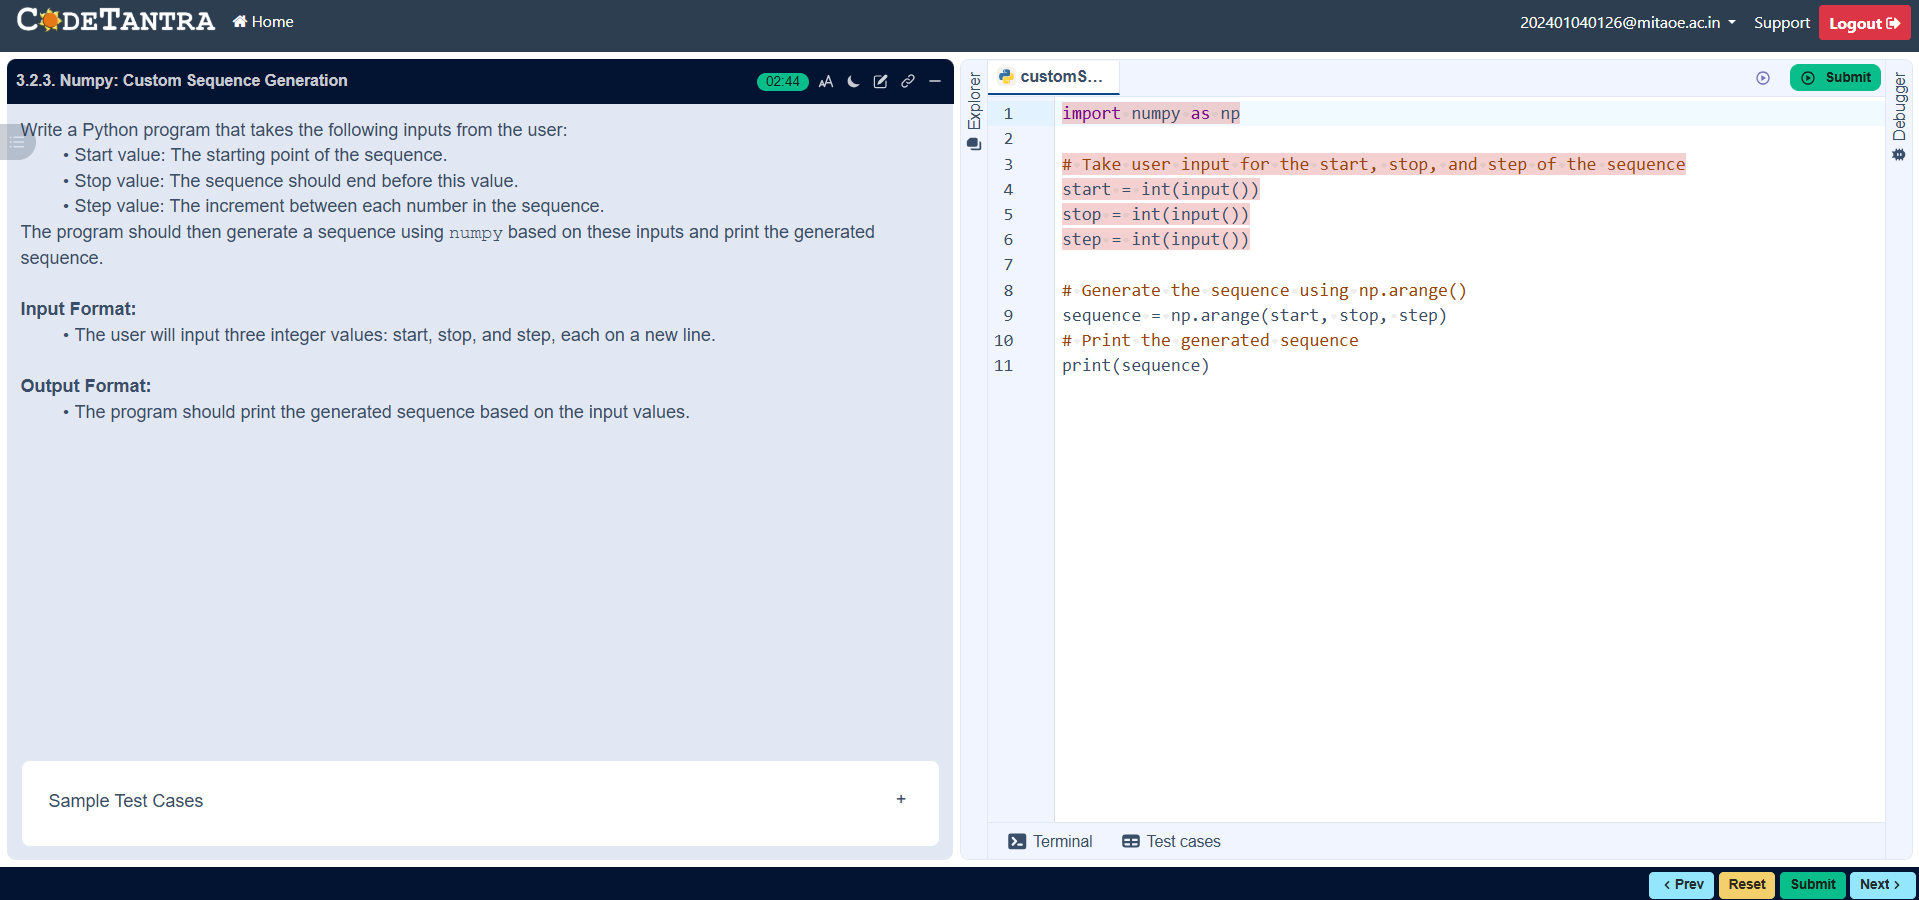 CODETANTRA
Home
202401040126@mitaoe.ac.in
Support
Logout
3.2.3. Numpy: Custom Sequence Generation
02:44
AA
Write a Python program that takes the following inputs from the user:
• Start value: The starting point of the sequence.
• Stop value: The sequence should end before this value.
• Step value: The increment between each number in the sequence.
The program should then generate a sequence using numpy based on these inputs and print the generated
sequence.
Input Format:
• The user will input three integer values: start, stop, and step, each on a new line.
Output Format:
• The program should print the generated sequence based on the input values.
Sample Test Cases
+
Explorer
customS...
Submit
Debugger
1 import numpy as np
2
3 # Take user input for the start, stop, and step of the sequence
4 start = int(input())
5 stop = int(input())
6 step = int(input())
7
8 # Generate the sequence using np.arange()
9 sequence = np.arange(start, stop, step)
10 # Print the generated sequence
11 print(sequence)
Terminal
Test cases
< Prev
Reset
Submit
Next >